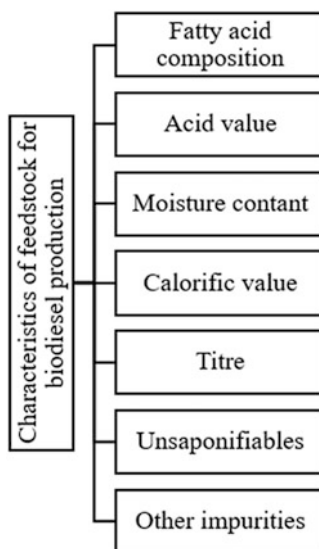 Characteristics of feedstock for
biodiesel production
Fatty acid
composition
Acid value
Moisture contant
Calorific value
Titre
Unsaponifiables
Other impurities